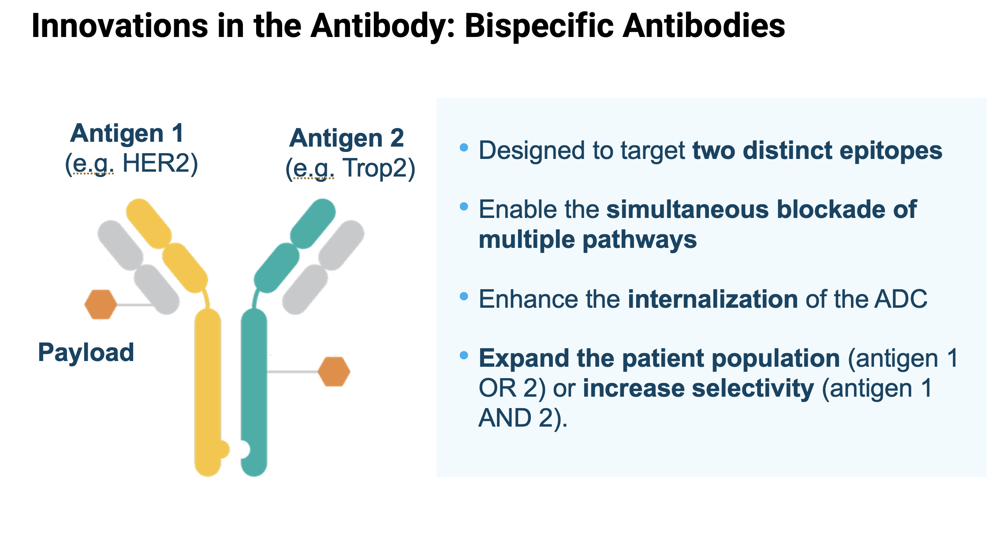 Innovations in the Antibody: Bispecific Antibodies
Antigen 1
(e.g. HER2)
Antigen 2
(e.g. Trop2)
Payload
• Designed to target two distinct epitopes
• Enable the simultaneous blockade of
multiple pathways
• Enhance the internalization of the ADC
• Expand the patient population (antigen 1
OR 2) or increase selectivity (antigen 1
AND 2).